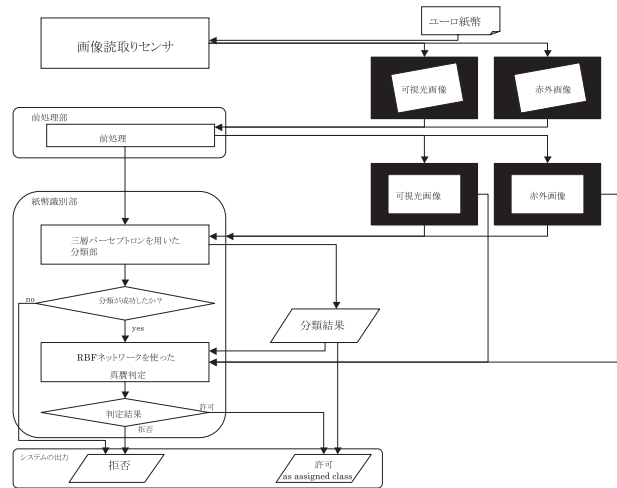 ユーロ紙幣
画像読取りセンサ
可視光画像
赤外画像
前処理部
前処理
可視光画像
赤外画像
紙幣識別部
三層パーセプトロンを用いた
分類部
no
分類が成功したか？
yes
分類結果
RBFネットワークを使った
真贋判定
判定結果
許可
拒否
システムの出力
拒否
許可
as assigned class